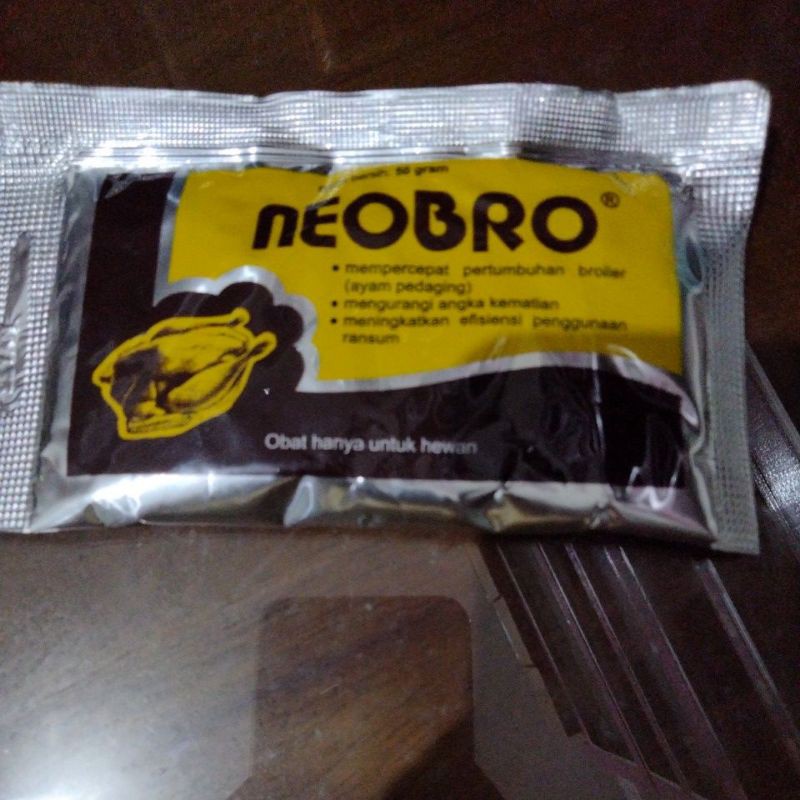 bersih: 50 gram
nEOBRO®
• mempercepat pertumbuhan broiler
(ayam pedaging)
• mengurangi angka kematian
• meningkatkan efisiensi penggunaan
ransum
Obat hanya untuk hewan